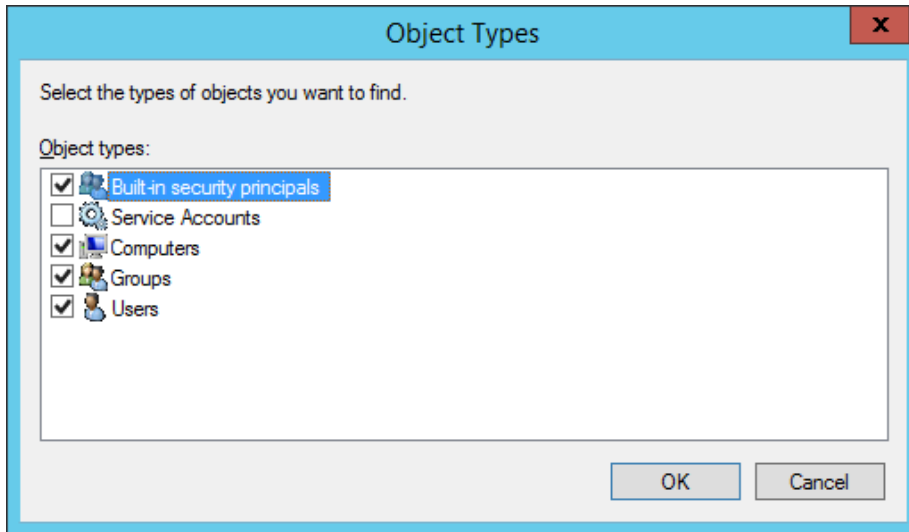 Object Types
x
Select the types of objects you want to find.
Object types:
Built-in security principals
Service Accounts
Computers
Groups
Users
OK
Cancel